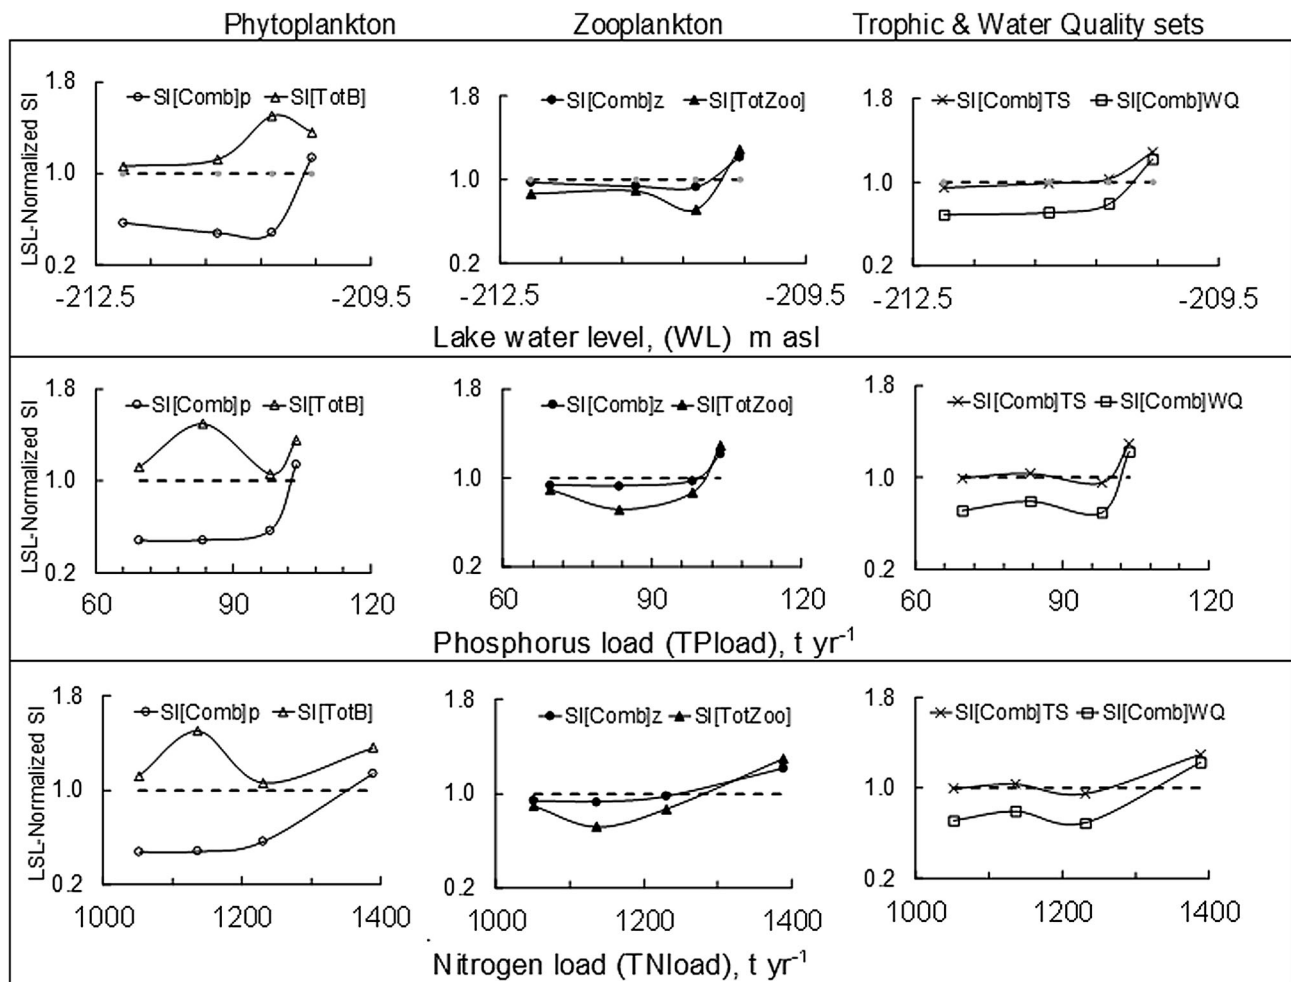 Phytoplankton Zooplankton Trophic & Water Quality sets
LSL-Normalized SI
1.8
1.0
0.2
-212.5 -209.5
SI[Comb]p SI[TotB]
1.8
1.0
0.2
-212.5 -209.5
SI[Comb]z SI[TotZoo]
1.8
1.0
0.2
-212.5 -209.5
SI[Comb]TS SI[Comb]WQ
Lake water level, (WL) m asl
LSL-Normalized SI
1.8
1.0
0.2
60 90 120
SI[Comb]p SI[TotB]
1.8
1.0
0.2
60 90 120
SI[Comb]z SI[TotZoo]
1.8
1.0
0.2
60 90 120
SI[Comb]TS SI[Comb]WQ
Phosphorus load (TPload), t yr-1
LSL-Normalized SI
1.8
1.0
0.2
1000 1200 1400
SI[Comb]p SI[TotB]
1.8
1.0
0.2
1000 1200 1400
SI[Comb]z SI[TotZoo]
1.8
1.0
0.2
1000 1200 1400
SI[Comb]TS SI[Comb]WQ
Nitrogen load (TNload), t yr-1